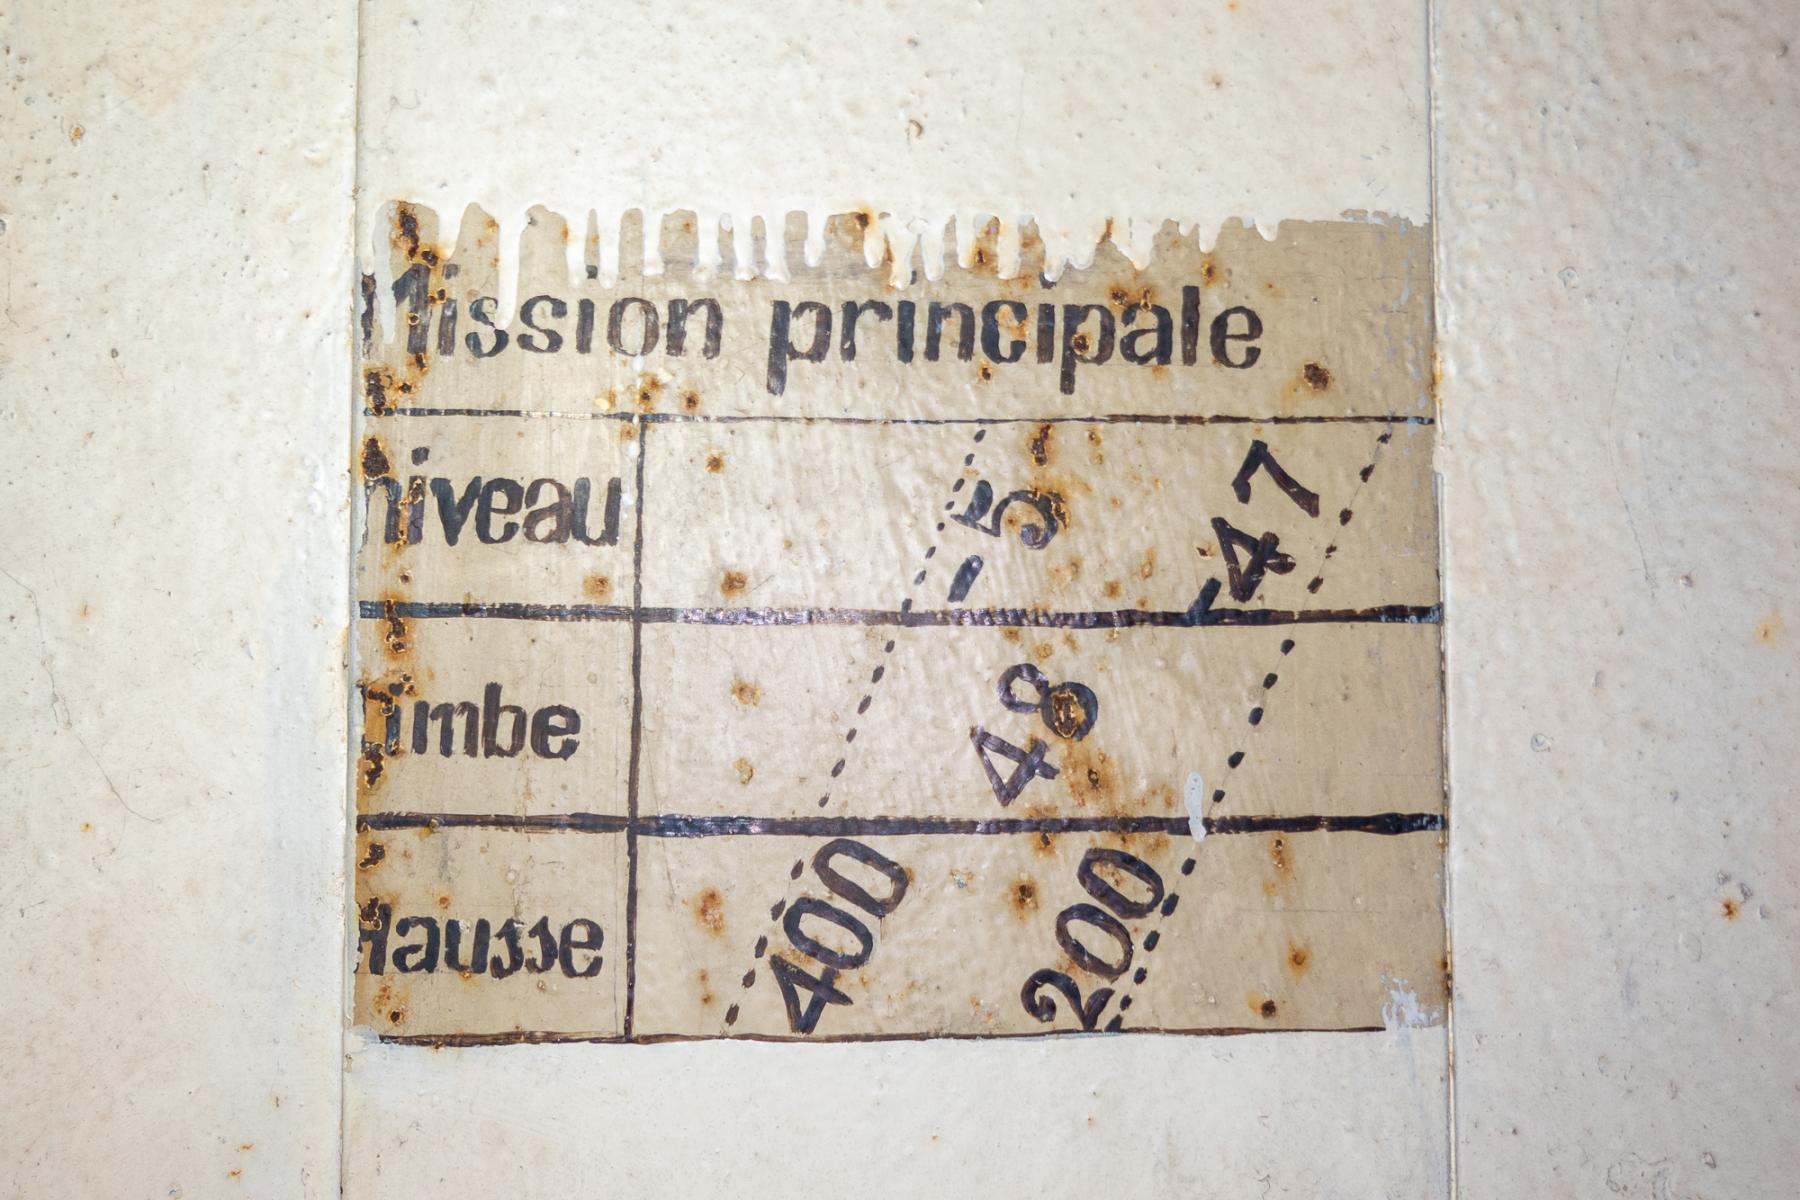 Mission principale
niveau -5 -47
Limbe 48
Hausse 400 200